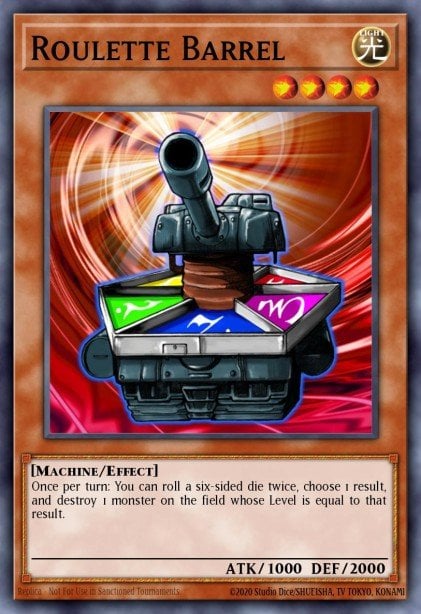 Roulette Barrel
LIGHT
光
[Machine/Effect]
Once per turn: You can roll a six-sided die twice, choose 1 result,
and destroy 1 monster on the field whose Level is equal to that
result.
ATK/1000 DEF/2000
Replica - Not For Use in Sanctioned Tournaments ©2020 Studio Dice/SHUEISHA, TV TOKYO, KONAMI